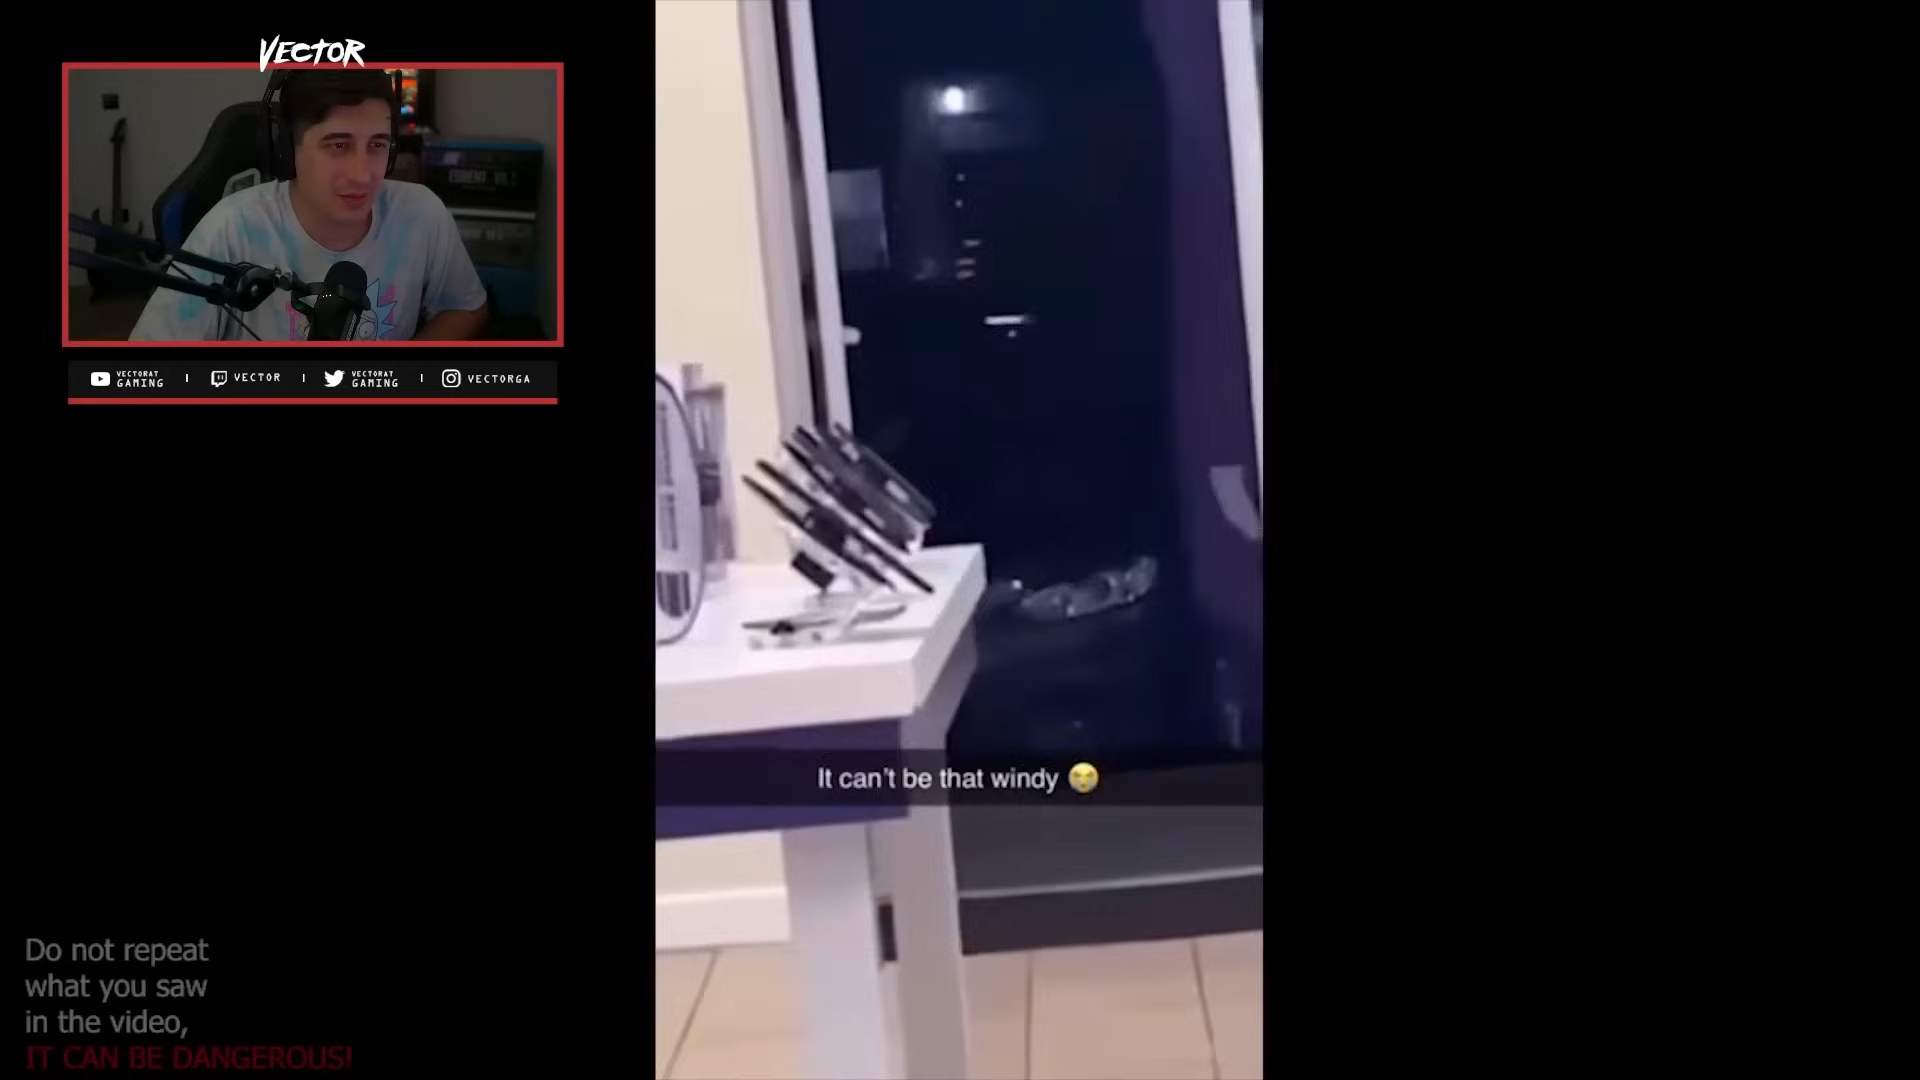 VECTOR
VECTORAT GAMING
VECTOR
VECTORAT GAMING
VECTORGA
It can't be that windy 😭
Do not repeat
what you saw
in the video,
IT CAN BE DANGEROUS!